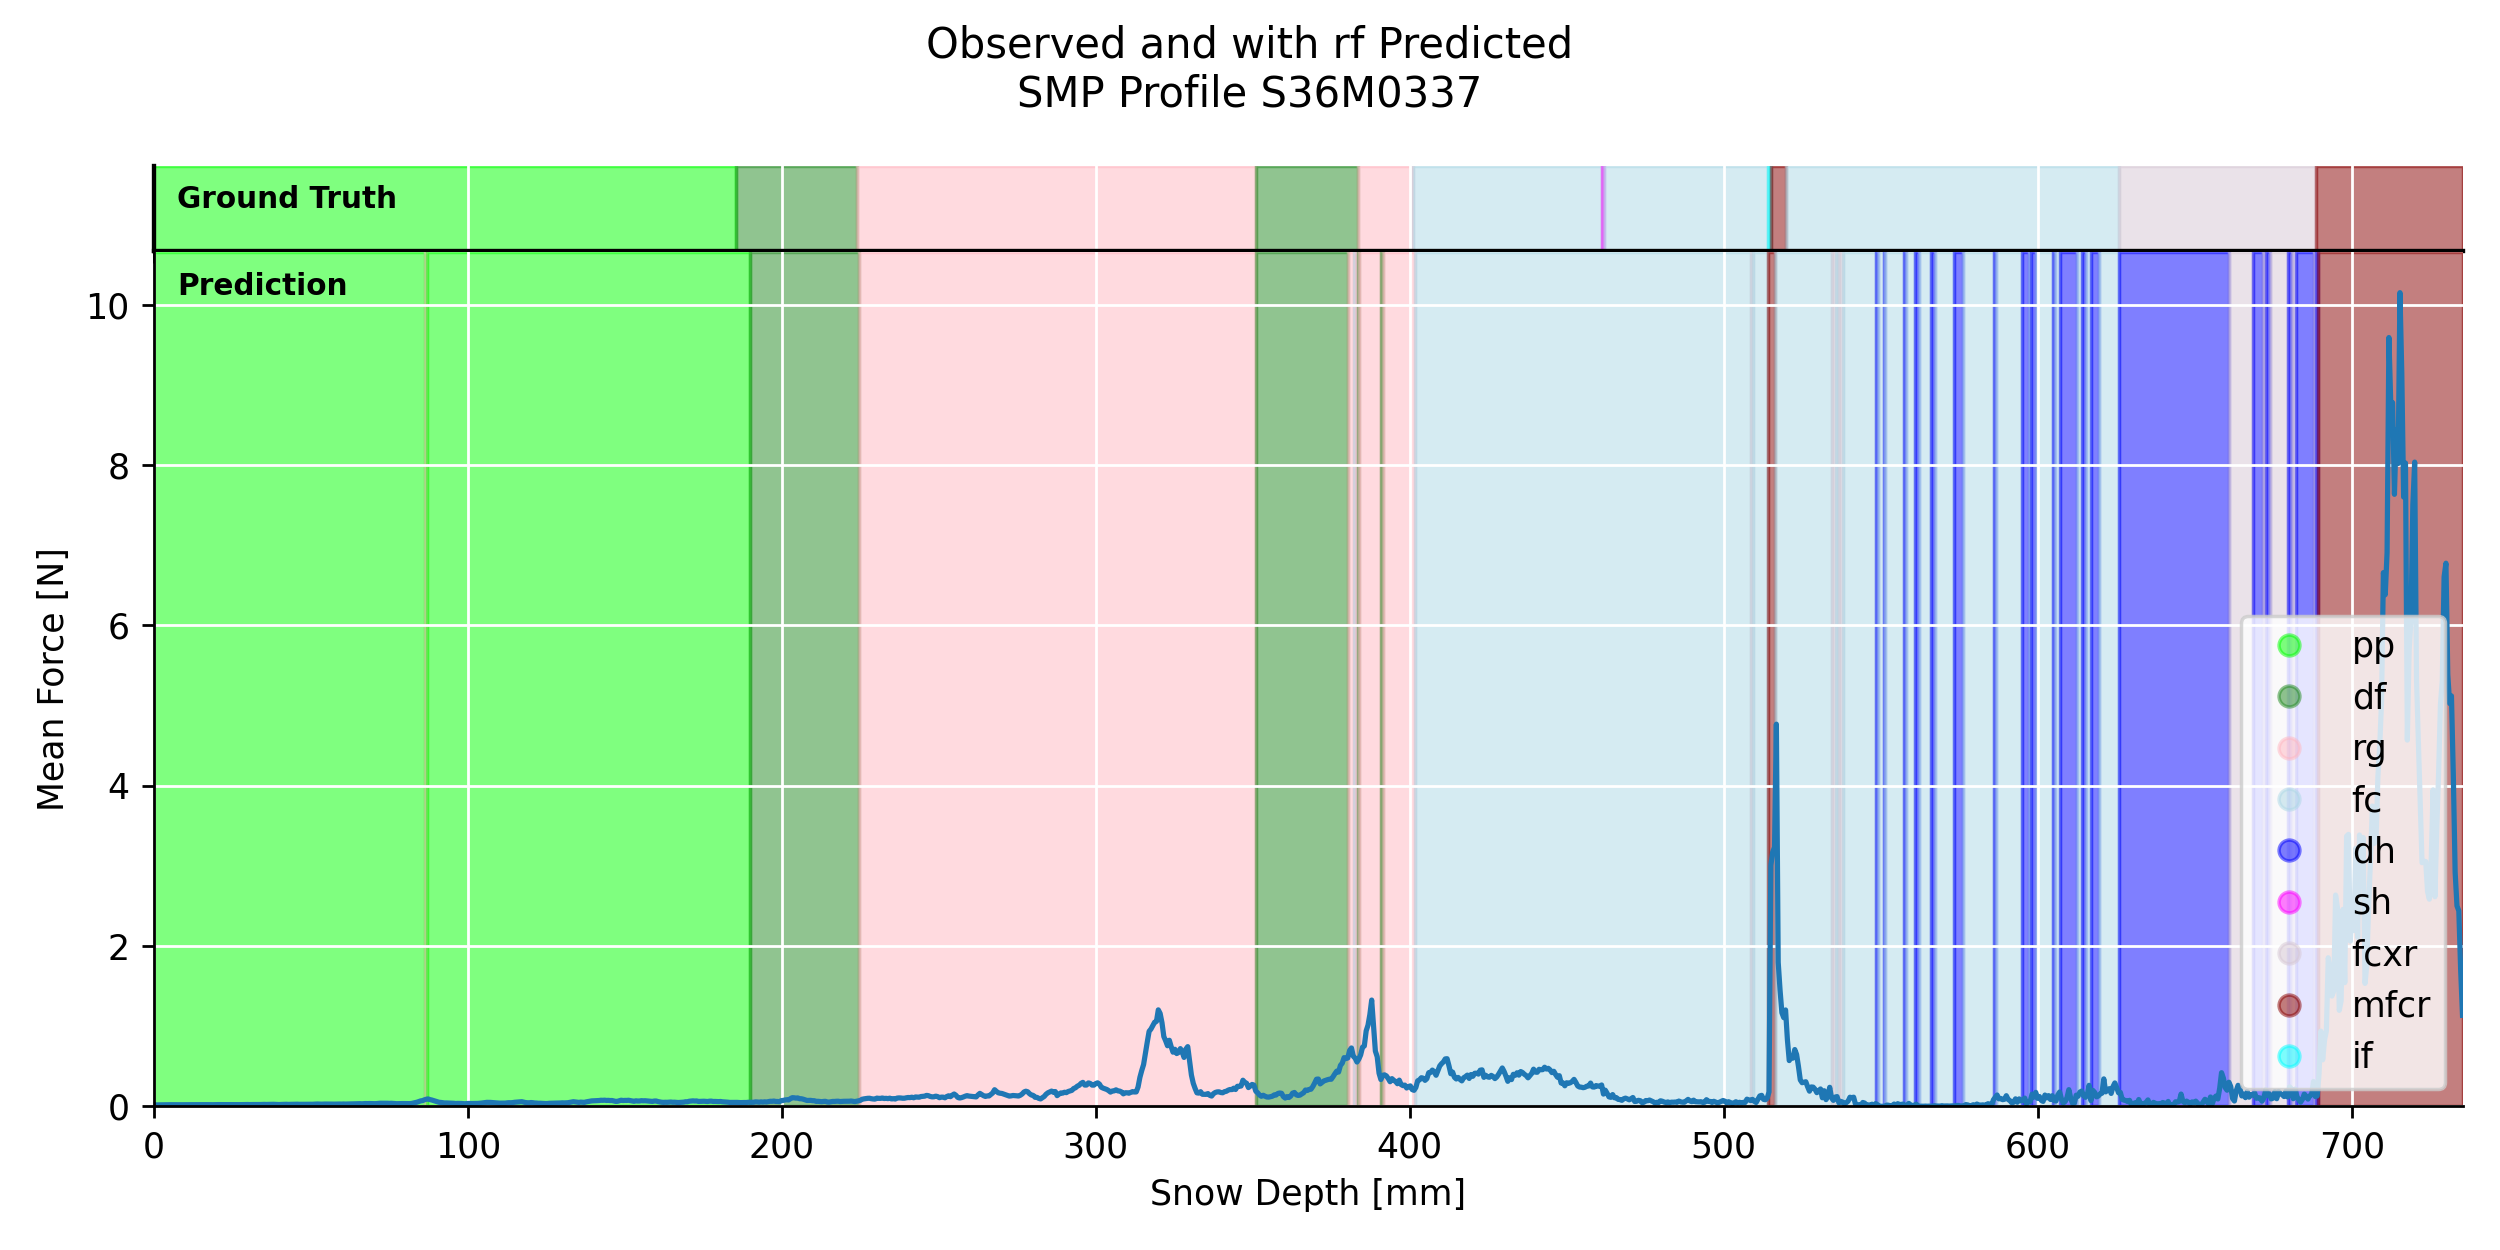 Observed and with rf Predicted
SMP Profile S36M0337
Ground Truth
Prediction
10
8
6
4
2
0
Mean Force [N]
0 100 200 300 400 500 600 700
Snow Depth [mm]
pp
df
rg
fc
dh
sh
fcxr
mfcr
if